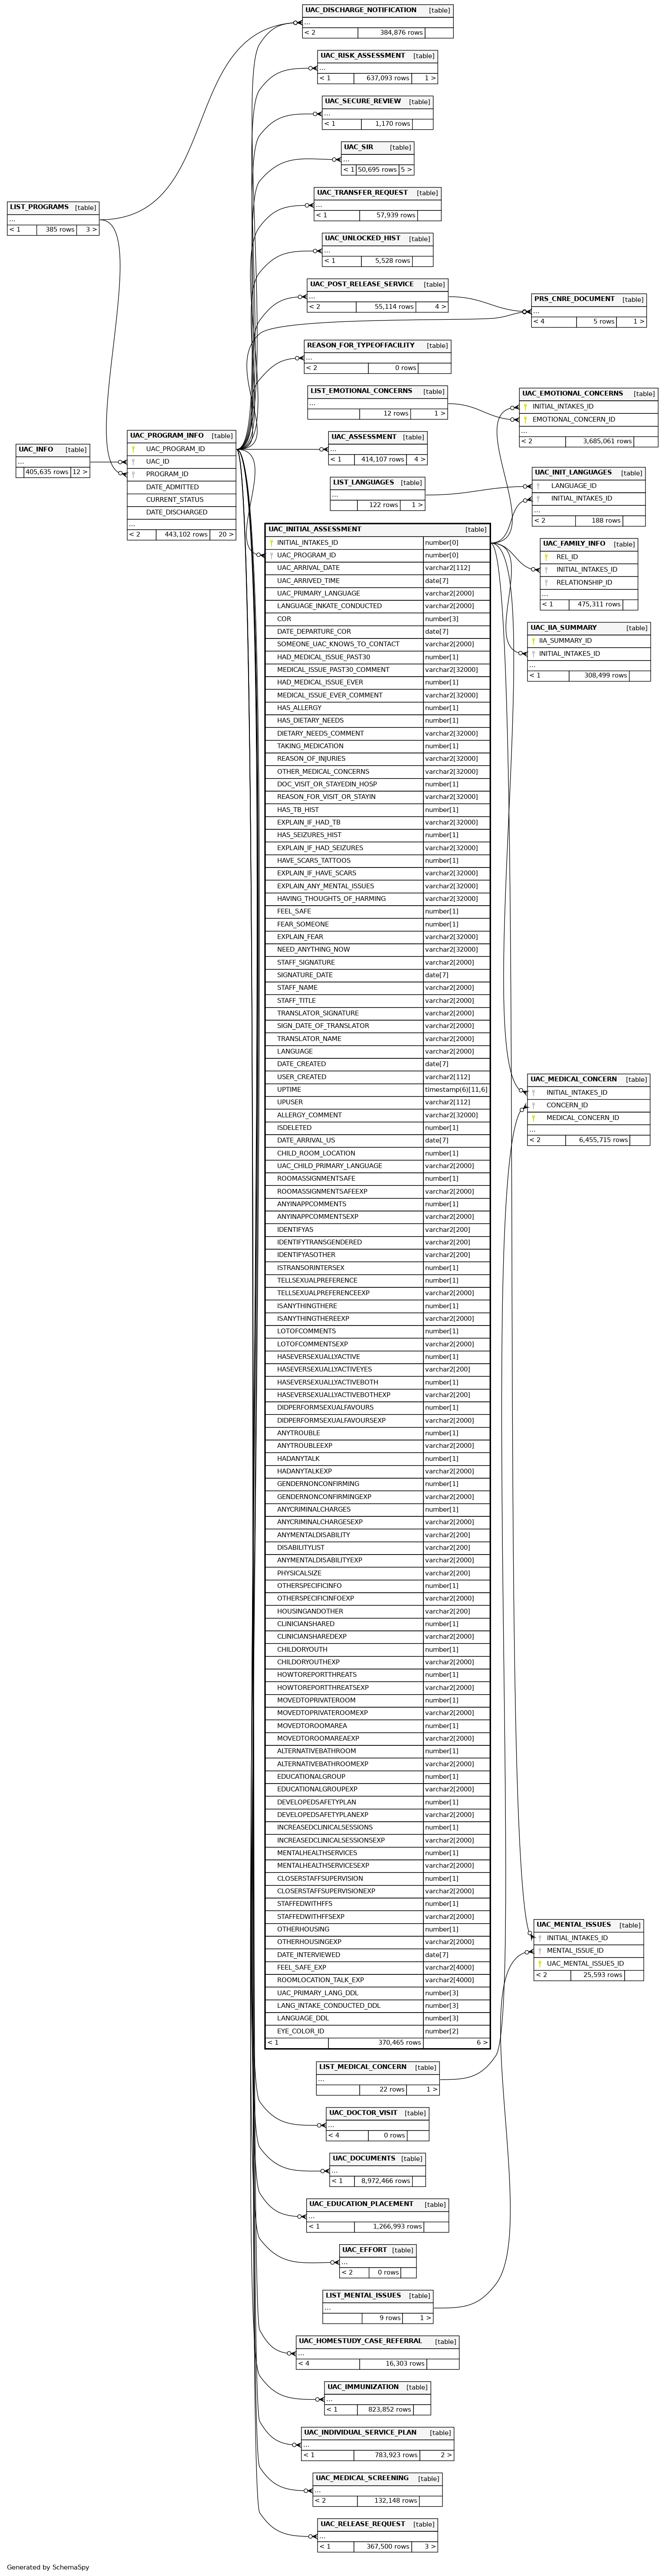 UAC_DISCHARGE_NOTIFICATION [table]
...
< 2 384,876 rows
UAC_RISK_ASSESSMENT [table]
...
< 1 637,093 rows 1 >
UAC_SECURE_REVIEW [table]
...
< 1 1,170 rows
UAC_SIR [table]
...
< 1 50,695 rows 5 >
UAC_TRANSFER_REQUEST [table]
...
< 1 57,939 rows
LIST_PROGRAMS [table]
...
< 1 385 rows 3 >
UAC_UNLOCKED_HIST [table]
...
< 1 5,528 rows
UAC_POST_RELEASE_SERVICE [table]
...
< 2 55,114 rows 4 >
PRS_CNRE_DOCUMENT [table]
...
< 4 5 rows 1 >
REASON_FOR_TYPEOFFACILITY [table]
...
< 2 0 rows
LIST_EMOTIONAL_CONCERNS [table]
...
12 rows 1 >
UAC_EMOTIONAL_CONCERNS [table]
INITIAL_INTAKES_ID
EMOTIONAL_CONCERN_ID
...
< 2 3,685,061 rows
UAC_INFO [table]
...
405,635 rows 12 >
UAC_PROGRAM_INFO [table]
UAC_PROGRAM_ID
UAC_ID
PROGRAM_ID
DATE_ADMITTED
CURRENT_STATUS
DATE_DISCHARGED
...
< 2 443,102 rows 20 >
UAC_ASSESSMENT [table]
...
< 1 414,107 rows 4 >
LIST_LANGUAGES [table]
...
122 rows 1 >
UAC_INIT_LANGUAGES [table]
LANGUAGE_ID
INITIAL_INTAKES_ID
...
< 2 188 rows
UAC_FAMILY_INFO [table]
REL_ID
INITIAL_INTAKES_ID
RELATIONSHIP_ID
...
< 1 475,311 rows
UAC_IIA_SUMMARY [table]
IIA_SUMMARY_ID
INITIAL_INTAKES_ID
...
< 1 308,499 rows
UAC_INITIAL_ASSESSMENT [table]
INITIAL_INTAKES_ID number[0]
UAC_PROGRAM_ID number[0]
UAC_ARRIVAL_DATE varchar2[112]
UAC_ARRIVED_TIME date[7]
UAC_PRIMARY_LANGUAGE varchar2[2000]
LANGUAGE_INKATE_CONDUCTED varchar2[2000]
COR number[3]
DATE_DEPARTURE_COR date[7]
SOMEONE_UAC_KNOWS_TO_CONTACT varchar2[2000]
HAD_MEDICAL_ISSUE_PAST30 number[1]
MEDICAL_ISSUE_PAST30_COMMENT varchar2[32000]
HAD_MEDICAL_ISSUE_EVER number[1]
MEDICAL_ISSUE_EVER_COMMENT varchar2[32000]
HAS_ALLERGY number[1]
HAS_DIETARY_NEEDS number[1]
DIETARY_NEEDS_COMMENT varchar2[32000]
TAKING_MEDICATION number[1]
REASON_OF_INJURIES varchar2[32000]
OTHER_MEDICAL_CONCERNS varchar2[32000]
DOC_VISIT_OR_STAYEDIN_HOSP number[1]
REASON_FOR_VISIT_OR_STAYIN varchar2[32000]
HAS_TB_HIST number[1]
EXPLAIN_IF_HAD_TB varchar2[32000]
HAS_SEIZURES_HIST number[1]
EXPLAIN_IF_HAD_SEIZURES varchar2[32000]
HAVE_SCARS_TATTOOS number[1]
EXPLAIN_IF_HAVE_SCARS varchar2[32000]
EXPLAIN_ANY_MENTAL_ISSUES varchar2[32000]
HAVING_THOUGHTS_OF_HARMING varchar2[32000]
FEEL_SAFE number[1]
FEAR_SOMEONE number[1]
EXPLAIN_FEAR varchar2[32000]
NEED_ANYTHING_NOW varchar2[32000]
STAFF_SIGNATURE varchar2[2000]
SIGNATURE_DATE date[7]
STAFF_NAME varchar2[2000]
STAFF_TITLE varchar2[2000]
TRANSLATOR_SIGNATURE varchar2[2000]
SIGN_DATE_OF_TRANSLATOR varchar2[2000]
TRANSLATOR_NAME varchar2[2000]
LANGUAGE varchar2[2000]
DATE_CREATED date[7]
USER_CREATED varchar2[112]
UPTIME timestamp(6)[11,6]
UPUSER varchar2[112]
ALLERGY_COMMENT varchar2[32000]
ISDELETED number[1]
DATE_ARRIVAL_US date[7]
CHILD_ROOM_LOCATION number[1]
UAC_CHILD_PRIMARY_LANGUAGE varchar2[2000]
ROOMASSIGNMENTSAFE number[1]
ROOMASSIGNMENTSAFEEXP varchar2[2000]
ANYINAPPCOMMENTS number[1]
ANYINAPPCOMMENTSEXP varchar2[2000]
IDENTIFYAS varchar2[200]
IDENTIFYTRANSGENDERED varchar2[200]
IDENTIFYASOTHER varchar2[200]
ISTRANSORINTERSEX number[1]
TELLSEXUALPREFERENCE number[1]
TELLSEXUALPREFERENCEEXP varchar2[2000]
ISANYTHINGTHERE number[1]
ISANYTHINGTHEREEXP varchar2[2000]
LOTOFCOMMENTS number[1]
LOTOFCOMMENTSEXP varchar2[2000]
HASEVERSEXUALLYACTIVE number[1]
HASEVERSEXUALLYACTIVEYES varchar2[200]
HASEVERSEXUALLYACTIVEBOTH number[1]
HASEVERSEXUALLYACTIVEBOTHEXP varchar2[200]
DIDPERFORMSEXUALFAVOURS number[1]
DIDPERFORMSEXUALFAVOURSEXP varchar2[2000]
ANYTROUBLE number[1]
ANYTROUBLEEXP varchar2[2000]
HADANYTALK number[1]
HADANYTALKEXP varchar2[2000]
GENDERNONCONFIRMING number[1]
GENDERNONCONFIRMINGEXP varchar2[2000]
ANYCRIMINALCHARGES number[1]
ANYCRIMINALCHARGESEXP varchar2[2000]
ANYMENTALDISABILITY varchar2[200]
DISABILITYLIST varchar2[200]
ANYMENTALDISABILITYEXP varchar2[2000]
PHYSICALSIZE varchar2[200]
OTHERSPECIFICINFO number[1]
OTHERSPECIFICINFOEXP varchar2[2000]
HOUSINGANDOTHER varchar2[200]
CLINICIANSHARED number[1]
CLINICIANSHAREDEXP varchar2[2000]
CHILDORYOUTH number[1]
CHILDORYOUTHEXP varchar2[2000]
HOWTOREPORTTHREATS number[1]
HOWTOREPORTTHREATSEXP varchar2[2000]
MOVEDTOPRIVATEROOM number[1]
MOVEDTOPRIVATEROOMEXP varchar2[2000]
MOVEDTOROOMAREA number[1]
MOVEDTOROOMAREAEXP varchar2[2000]
ALTERNATIVEBATHROOM number[1]
ALTERNATIVEBATHROOMEXP varchar2[2000]
EDUCATIONALGROUP number[1]
EDUCATIONALGROUPEXP varchar2[2000]
DEVELOPEDSAFETYPLAN number[1]
DEVELOPEDSAFETYPLANEXP varchar2[2000]
INCREASEDCLINICALSESSIONS number[1]
INCREASEDCLINICALSESSIONSEXP varchar2[2000]
MENTALHEALTHSERVICES number[1]
MENTALHEALTHSERVICESEXP varchar2[2000]
CLOSERSTAFFSUPERVISION number[1]
CLOSERSTAFFSUPERVISIONEXP varchar2[2000]
STAFFEDWITHFFS number[1]
STAFFEDWITHFFSEXP varchar2[2000]
OTHERHOUSING number[1]
OTHERHOUSINGEXP varchar2[2000]
DATE_INTERVIEWED date[7]
FEEL_SAFE_EXP varchar2[4000]
ROOMLOCATION_TALK_EXP varchar2[4000]
UAC_PRIMARY_LANG_DDL number[3]
LANG_INTAKE_CONDUCTED_DDL number[3]
LANGUAGE_DDL number[3]
EYE_COLOR_ID number[2]
< 1 370,465 rows 6 >
UAC_MEDICAL_CONCERN [table]
INITIAL_INTAKES_ID
CONCERN_ID
MEDICAL_CONCERN_ID
...
< 2 6,455,715 rows
UAC_MENTAL_ISSUES [table]
INITIAL_INTAKES_ID
MENTAL_ISSUE_ID
UAC_MENTAL_ISSUES_ID
< 2 25,593 rows
LIST_MEDICAL_CONCERN [table]
...
22 rows 1 >
UAC_DOCTOR_VISIT [table]
...
< 4 0 rows
UAC_DOCUMENTS [table]
...
< 1 8,972,466 rows
UAC_EDUCATION_PLACEMENT [table]
...
< 1 1,266,993 rows
UAC_EFFORT [table]
...
< 2 0 rows
LIST_MENTAL_ISSUES [table]
...
9 rows 1 >
UAC_HOMESTUDY_CASE_REFERRAL [table]
...
< 4 16,303 rows
UAC_IMMUNIZATION [table]
...
< 1 823,852 rows
UAC_INDIVIDUAL_SERVICE_PLAN [table]
...
< 1 783,923 rows 2 >
UAC_MEDICAL_SCREENING [table]
...
< 2 132,148 rows
UAC_RELEASE_REQUEST [table]
...
< 1 367,500 rows 3 >
Generated by SchemaSpy